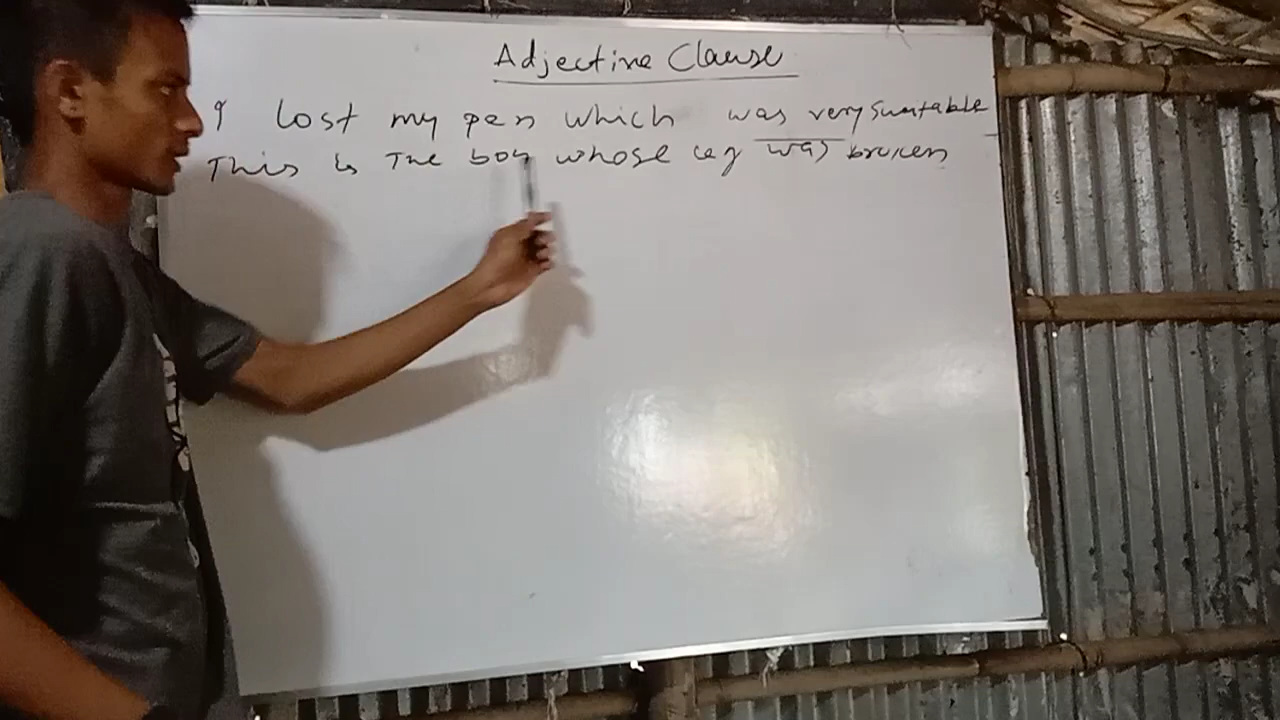 Adjective Clause
I lost my pen which was very suitable
This is The boy whose leg was broken